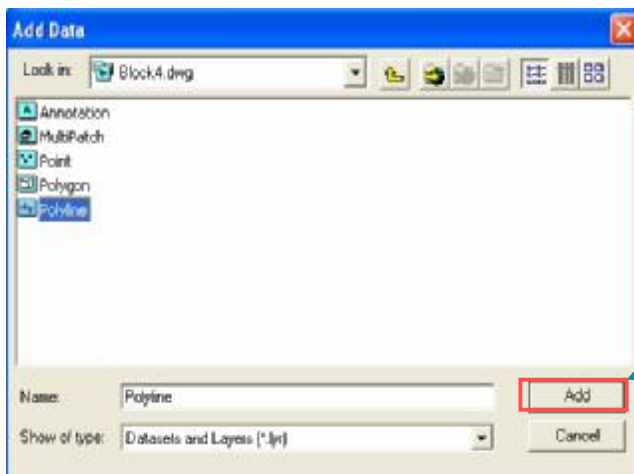 Add Data
Look in: Block4.dwg
Annotation
MultiPatch
Point
Polygon
Polyline
Name: Polyline Add
Show of type: Datasets and Layers (*.lyr) Cancel